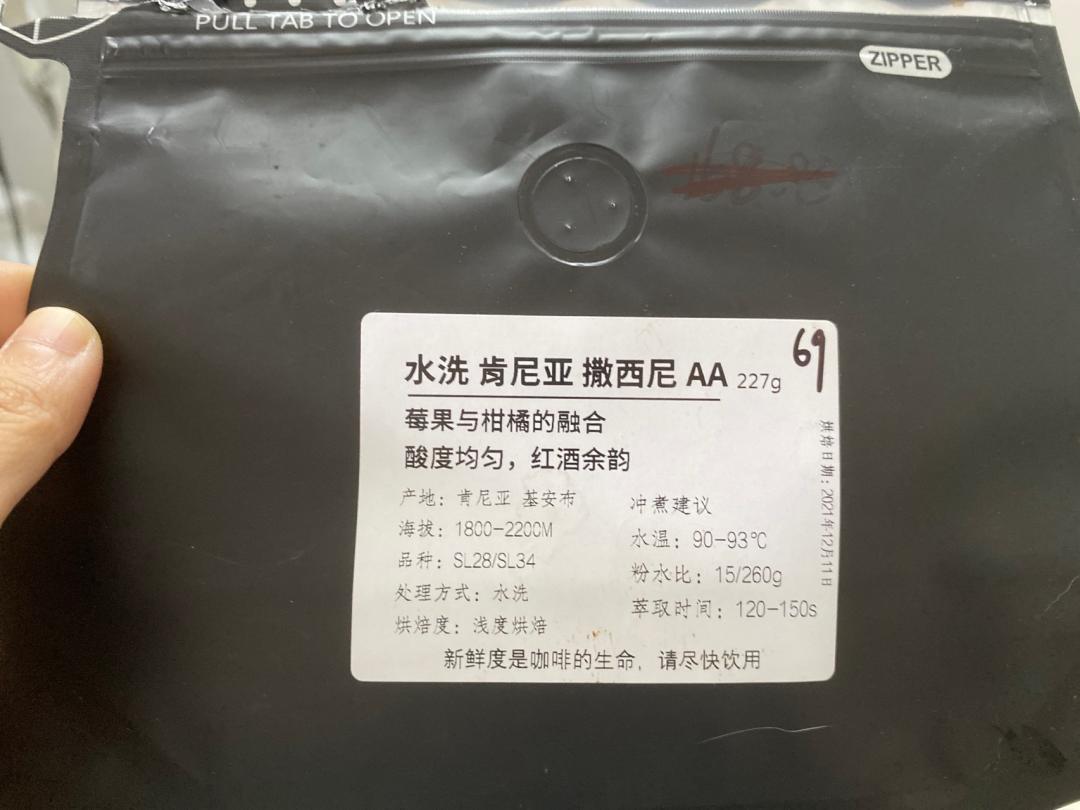 PULL TAB TO OPEN
ZIPPER
水洗 肯尼亚 撒西尼 AA 227g
69
莓果与柑橘的融合
酸度均匀，红酒余韵
产地：肯尼亚 基安布
海拔：1800-2200M
品种：SL28/SL34
处理方式：水洗
烘焙度：浅度烘焙
冲煮建议
水温：90-93℃
粉水比：15/260g
萃取时间：120-150s
烘焙日期：2021年12月11日
新鲜度是咖啡的生命，请尽快饮用